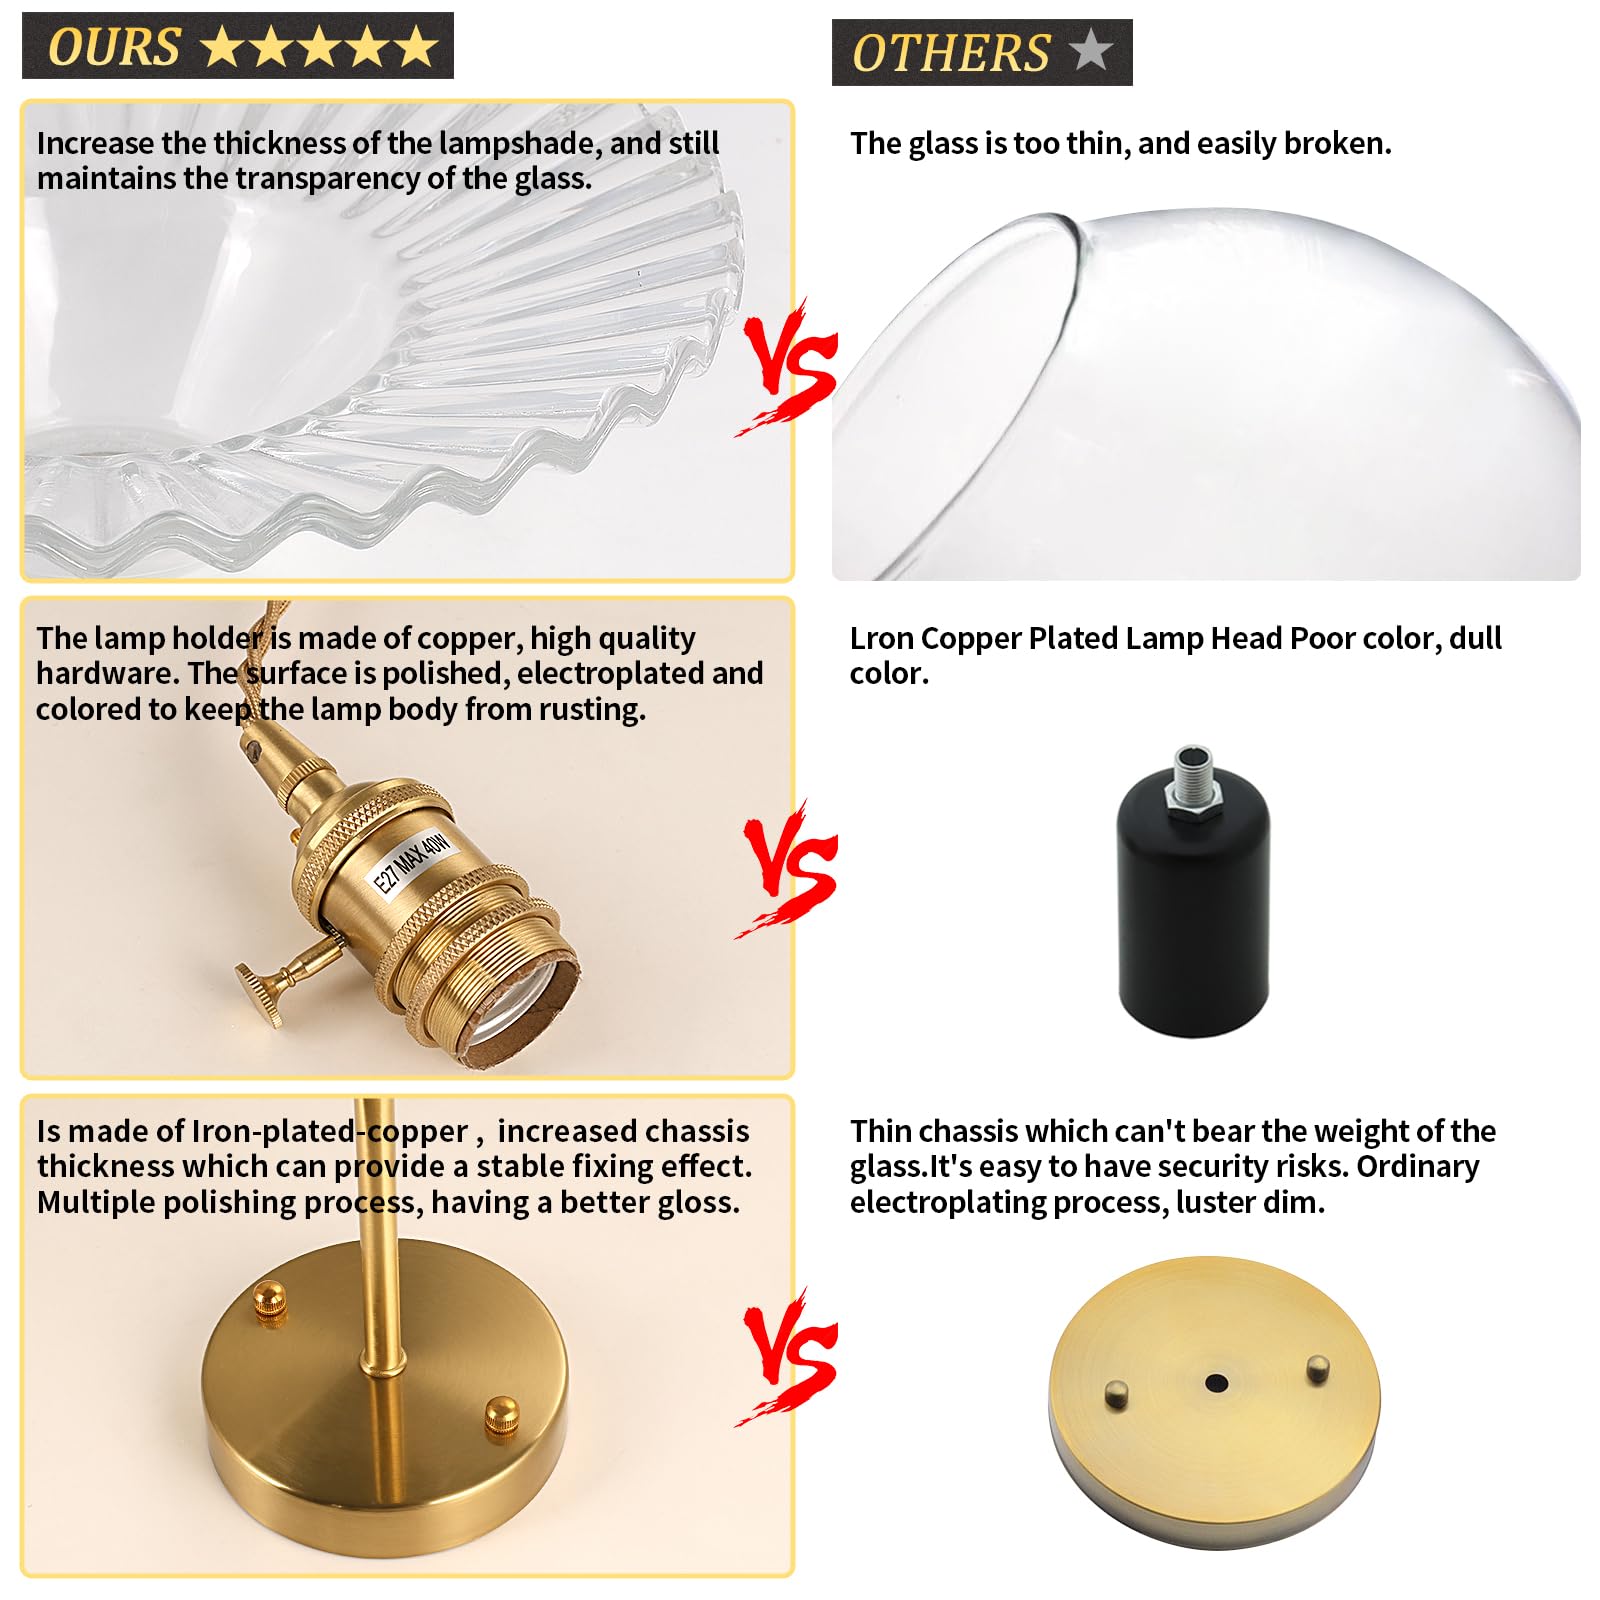 OURS
OTHERS
Increase the thickness of the lampshade, and still
maintains the transparency of the glass.
The glass is too thin, and easily broken.
VS
The lamp holder is made of copper, high quality
hardware. The surface is polished, electroplated and
colored to keep the lamp body from rusting.
Lron Copper Plated Lamp Head Poor color, dull
color.
E27 MAX 40W
VS
Is made of Iron-plated-copper ,  increased chassis
thickness which can provide a stable fixing effect.
Multiple polishing process, having a better gloss.
Thin chassis which can't bear the weight of the
glass.It's easy to have security risks. Ordinary
electroplating process, luster dim.
VS